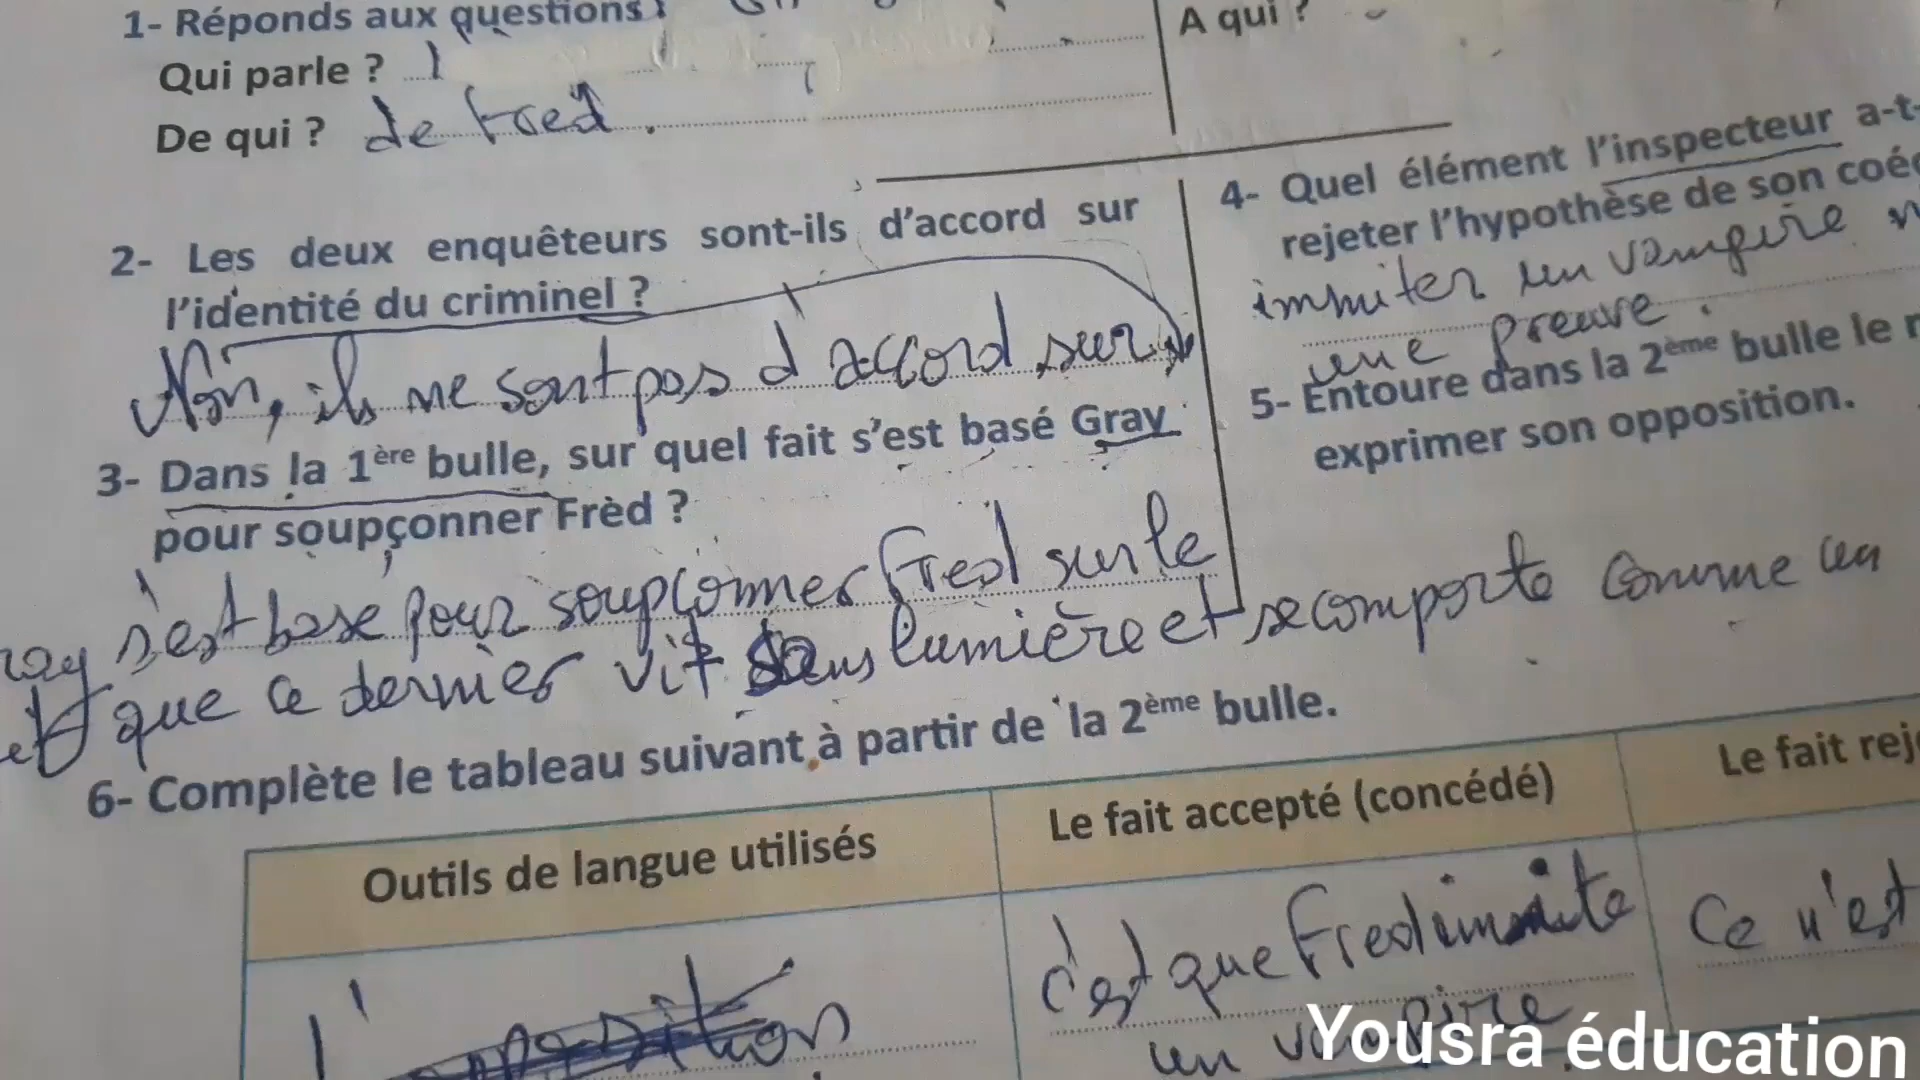 1- Réponds aux questions :
Qui parle ?
A qui ?
De qui ? de Fred.
2- Les deux enquêteurs sont-ils d'accord sur
l'identité du criminel ?
Non, ils ne sont pas d'accord sur
3- Dans la 1ère bulle, sur quel fait s'est basé Gray
pour soupçonner Frèd ?
s'est base pour soupçonner Fred sur le
que ce dernier vit sans lumière et se comporte comme un
4- Quel élément l'inspecteur a-t-
rejeter l'hypothèse de son coé
immiter un vampire
une preuve.
5- Entoure dans la 2ème bulle le
exprimer son opposition.
6- Complète le tableau suivant à partir de la 2ème bulle.
Outils de langue utilisés
Le fait accepté (concédé)
Le fait rej
l'
c'est que Fred imite
un vampire
Ce n'est
Yousra éducation